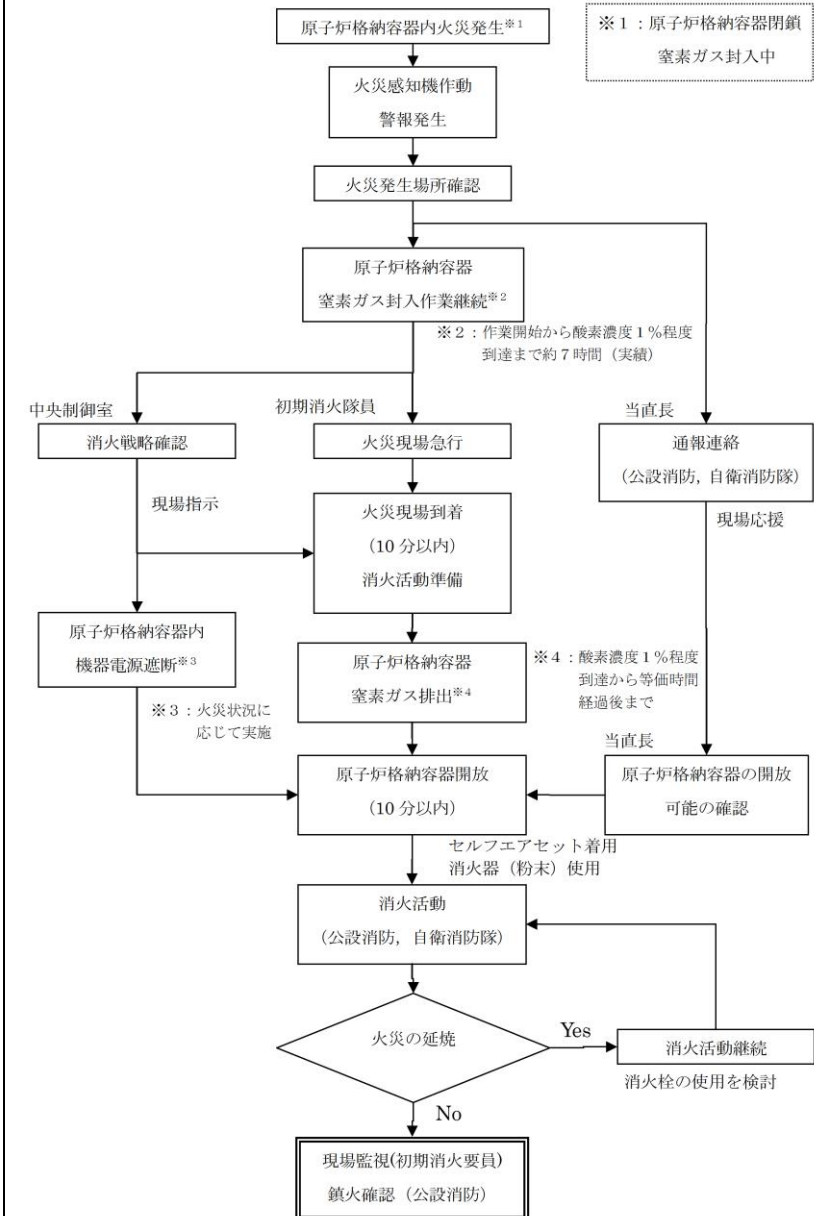 原子炉格納容器内火災発生※1
※1：原子炉格納容器閉鎖
窒素ガス封入中
火災感知機作動
警報発生
火災発生場所確認
原子炉格納容器
窒素ガス封入作業継続※2
※2：作業開始から酸素濃度1％程度
到達まで約7時間（実績）
中央制御室
消火戦略確認
初期消火隊員
火災現場急行
当直長
通報連絡
（公設消防，自衛消防隊）
現場指示
火災現場到着
（10分以内）
消火活動準備
現場応援
原子炉格納容器内
機器電源遮断※3
※3：火災状況に
応じて実施
原子炉格納容器
窒素ガス排出※4
※4：酸素濃度1％程度
到達から等価時間
経過後まで
当直長
原子炉格納容器開放
（10分以内）
原子炉格納容器の開放
可能の確認
セルフエアセット着用
消火器（粉末）使用
消火活動
（公設消防，自衛消防隊）
火災の延焼
Yes
消火活動継続
消火栓の使用を検討
No
現場監視(初期消火要員)
鎮火確認（公設消防）